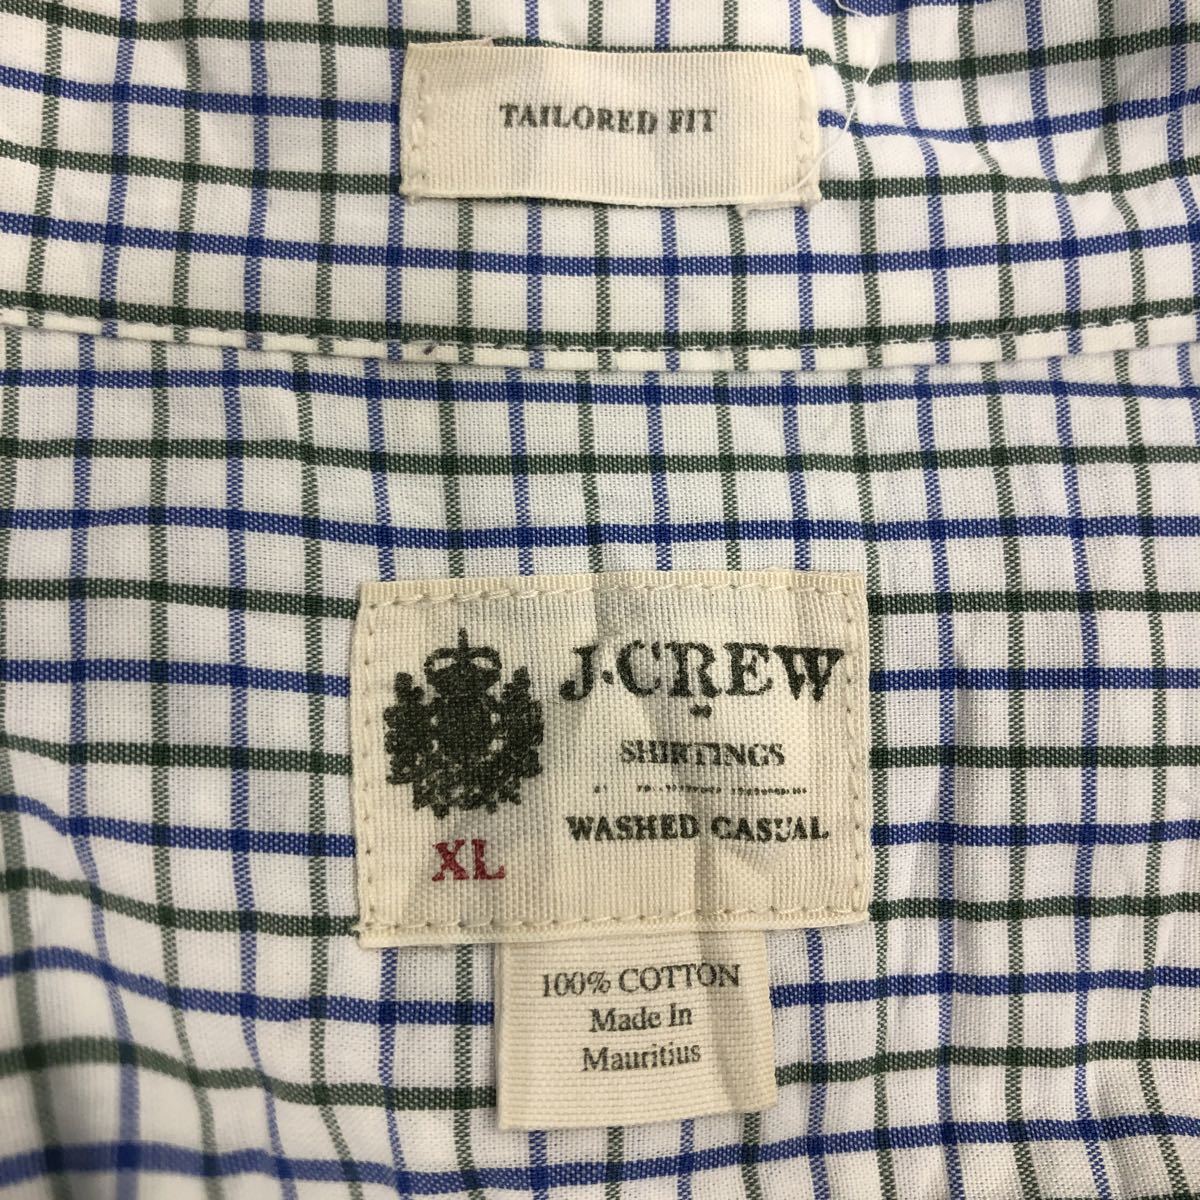 TAILORED FIT
J.CREW
SHIRTINGS
WASHED CASUAL
XL
100% COTTON
Made In
Mauritius